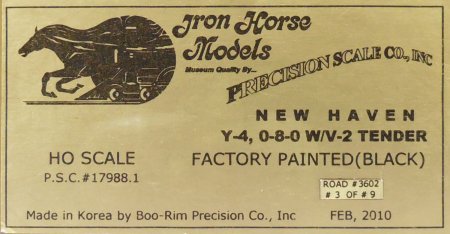 Iron Horse
Models
Museum Quality By...
PRECISION SCALE CO., INC
NEW HAVEN
Y-4, 0-8-0 W/V-2 TENDER
HO SCALE
FACTORY PAINTED(BLACK)
P.S.C.#17988.1
ROAD #3602
# 3 OF # 9
Made in Korea by Boo-Rim Precision Co., Inc
FEB, 2010